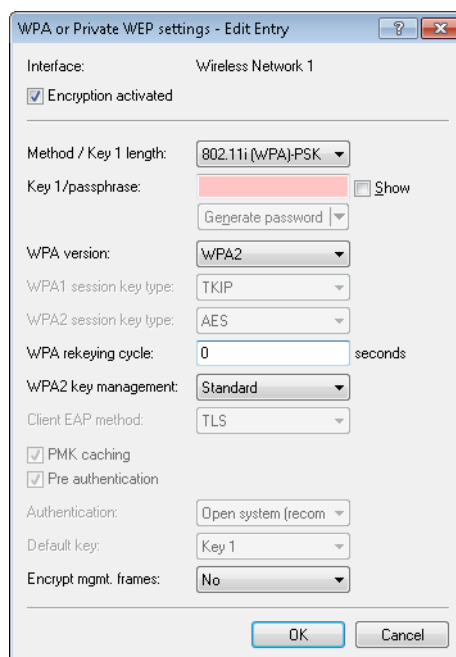 WPA or Private WEP settings - Edit Entry
Interface: Wireless Network 1
Encryption activated
Method / Key 1 length: 802.11i (WPA)-PSK
Key 1/passphrase: Show
Generate password
WPA version: WPA2
WPA1 session key type: TKIP
WPA2 session key type: AES
WPA rekeying cycle: 0 seconds
WPA2 key management: Standard
Client EAP method: TLS
PMK caching
Pre authentication
Authentication: Open system (recom
Default key: Key 1
Encrypt mgmt. frames: No
OK Cancel